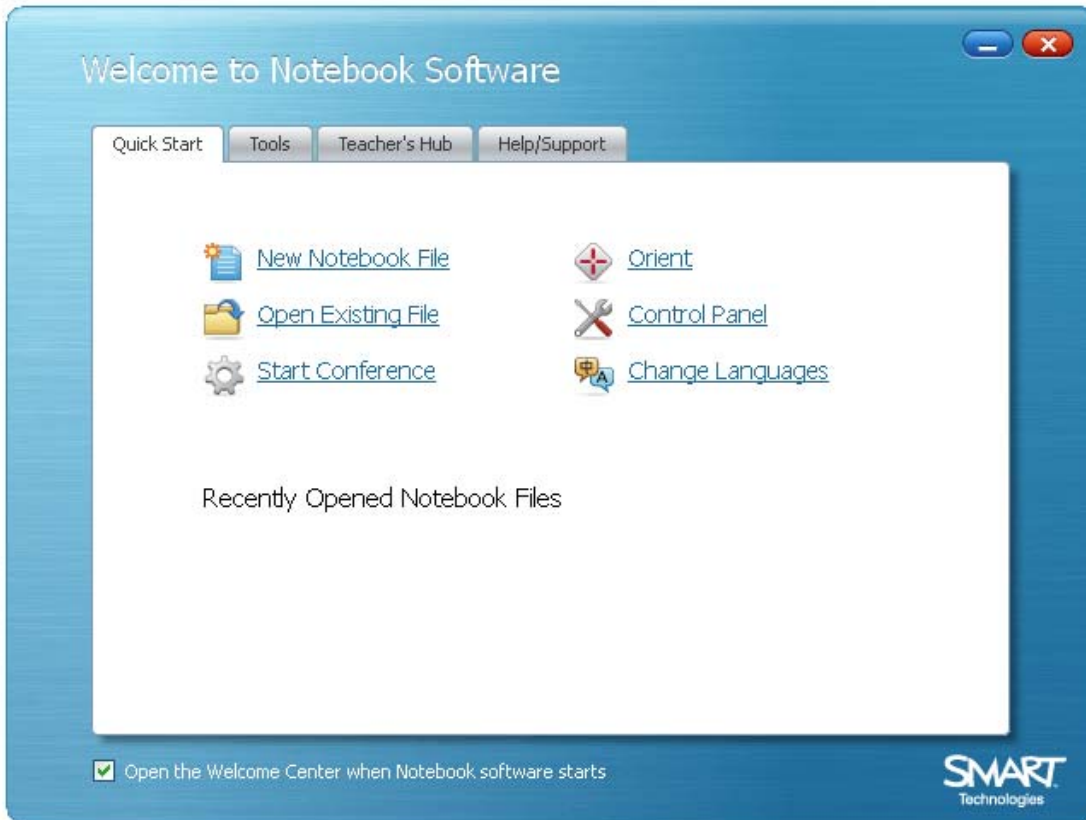 Welcome to Notebook Software
Quick Start
Tools
Teacher's Hub
Help/Support
New Notebook File
Orient
Open Existing File
Control Panel
Start Conference
Change Languages
Recently Opened Notebook Files
Open the Welcome Center when Notebook software starts
SMART
Technologies